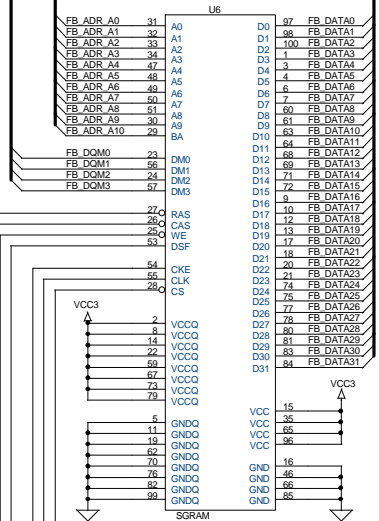 U6
FB_ADR_A0 31 A0 D0 97 FB_DATA0
FB_ADR_A1 32 A1 D1 98 FB_DATA1
FB_ADR_A2 33 A2 D2 100 FB_DATA2
FB_ADR_A3 34 A3 D3 1 FB_DATA3
FB_ADR_A4 47 A4 D4 3 FB_DATA4
FB_ADR_A5 48 A5 D5 4 FB_DATA5
FB_ADR_A6 49 A6 D6 6 FB_DATA6
FB_ADR_A7 50 A7 D7 7 FB_DATA7
FB_ADR_A8 51 A8 D8 60 FB_DATA8
FB_ADR_A9 30 A9 D9 61 FB_DATA9
FB_ADR_A10 29 BA D10 63 FB_DATA10
D11 64 FB_DATA11
FB_DQM0 23 DM0 D12 68 FB_DATA12
FB_DQM1 56 DM1 D13 69 FB_DATA13
FB_DQM2 24 DM2 D14 71 FB_DATA14
FB_DQM3 57 DM3 D15 72 FB_DATA15
D16 9 FB_DATA16
27 RAS D17 10 FB_DATA17
26 CAS D18 12 FB_DATA18
25 WE D19 13 FB_DATA19
53 DSF D20 17 FB_DATA20
D21 18 FB_DATA21
54 CKE D22 20 FB_DATA22
55 CLK D23 21 FB_DATA23
28 CS D24 74 FB_DATA24
D25 75 FB_DATA25
VCC3 D26 77 FB_DATA26
2 VCCQ D27 78 FB_DATA27
8 VCCQ D28 80 FB_DATA28
14 VCCQ D29 81 FB_DATA29
22 VCCQ D30 83 FB_DATA30
59 VCCQ D31 84 FB_DATA31
67 VCCQ
73 VCCQ VCC3
79 VCCQ
VCC 15
5 GNDQ VCC 35
11 GNDQ VCC 65
19 GNDQ VCC 96
62 GNDQ
70 GNDQ GND 16
76 GNDQ GND 46
82 GNDQ GND 66
99 GNDQ GND 85
SGRAM